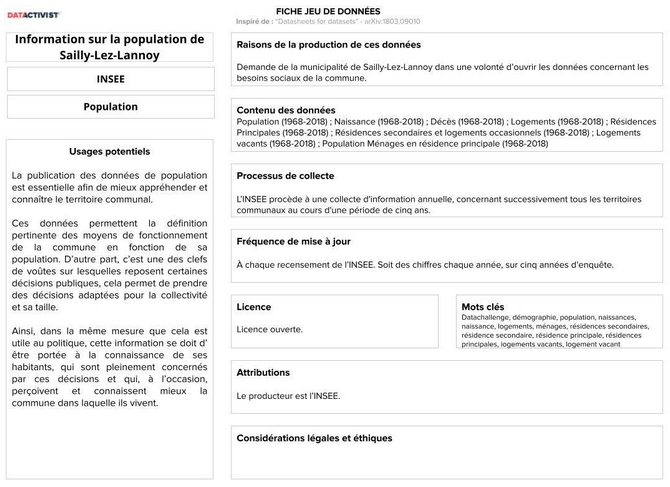 DATACTIVIST
FICHE JEU DE DONNÉES
Inspiré de : "Datasheets for datasets" - arXiv:1803.09010
Information sur la population de
Sailly-Lez-Lannoy
INSEE
Population
Usages potentiels
La publication des données de population
est essentielle afin de mieux appréhender et
connaître le territoire communal.
Ces données permettent la définition
pertinente des moyens de fonctionnement
de la commune en fonction de sa
population. D'autre part, c'est une des clefs
de voûtes sur lesquelles reposent certaines
décisions publiques, cela permet de prendre
des décisions adaptées pour la collectivité
et sa taille.
Ainsi, dans la même mesure que cela est
utile au politique, cette information se doit d'
être portée à la connaissance de ses
habitants, qui sont pleinement concernés
par ces décisions et qui, à l'occasion,
perçoivent et connaissent mieux la
commune dans laquelle ils vivent.
Raisons de la production de ces données
Demande de la municipalité de Sailly-Lez-Lannoy dans une volonté d'ouvrir les données concernant les
besoins sociaux de la commune.
Contenu des données
Population (1968-2018) ; Naissance (1968-2018) ; Décès (1968-2018) ; Logements (1968-2018) ; Résidences
Principales (1968-2018) ; Résidences secondaires et logements occasionnels (1968-2018) ; Logements
vacants (1968-2018) ; Population Ménages en résidence principale (1968-2018)
Processus de collecte
L'INSEE procède à une collecte d'information annuelle, concernant successivement tous les territoires
communaux au cours d'une période de cinq ans.
Fréquence de mise à jour
À chaque recensement de l'INSEE. Soit des chiffres chaque année, sur cinq années d'enquête.
Licence
Licence ouverte.
Mots clés
Datachallenge, démographie, population, naissances,
naissance, logements, ménages, résidences secondaires,
résidence secondaire, résidence principale, résidences
principales, logements vacants, logement vacant
Attributions
Le producteur est l'INSEE.
Considérations légales et éthiques